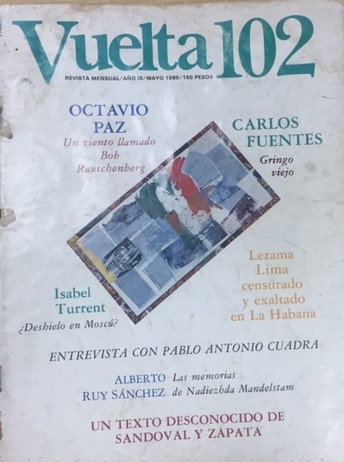 Vuelta 102
REVISTA MENSUAL/AÑO IX/MAYO 1985/150 PESOS
OCTAVIO
PAZ
Un viento llamado
Bob
Rauschenberg
CARLOS
FUENTES
Gringo
viejo
Lezama
Lima
censurado
y exaltado
en La Habana
Isabel
Turrent
¿Deshielo en Moscú?
ENTREVISTA CON PABLO ANTONIO CUADRA
ALBERTO Las memorias
RUY SÁNCHEZ de Nadiezhda Mandelstam
UN TEXTO DESCONOCIDO DE
SANDOVAL Y ZAPATA